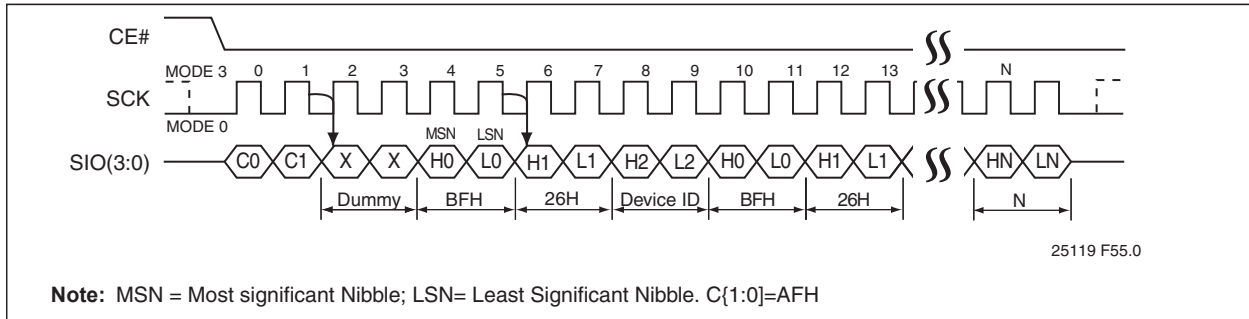 CE#
MODE 3 0 1 2 3 4 5 6 7 8 9 10 11 12 13 N
SCK
MODE 0
MSN LSN
SIO(3:0) C0 C1 X X H0 L0 H1 L1 H2 L2 H0 L0 H1 L1 HN LN
Dummy BFH 26H Device ID BFH 26H N
25119 F55.0
Note: MSN = Most significant Nibble; LSN= Least Significant Nibble. C{1:0]=AFH